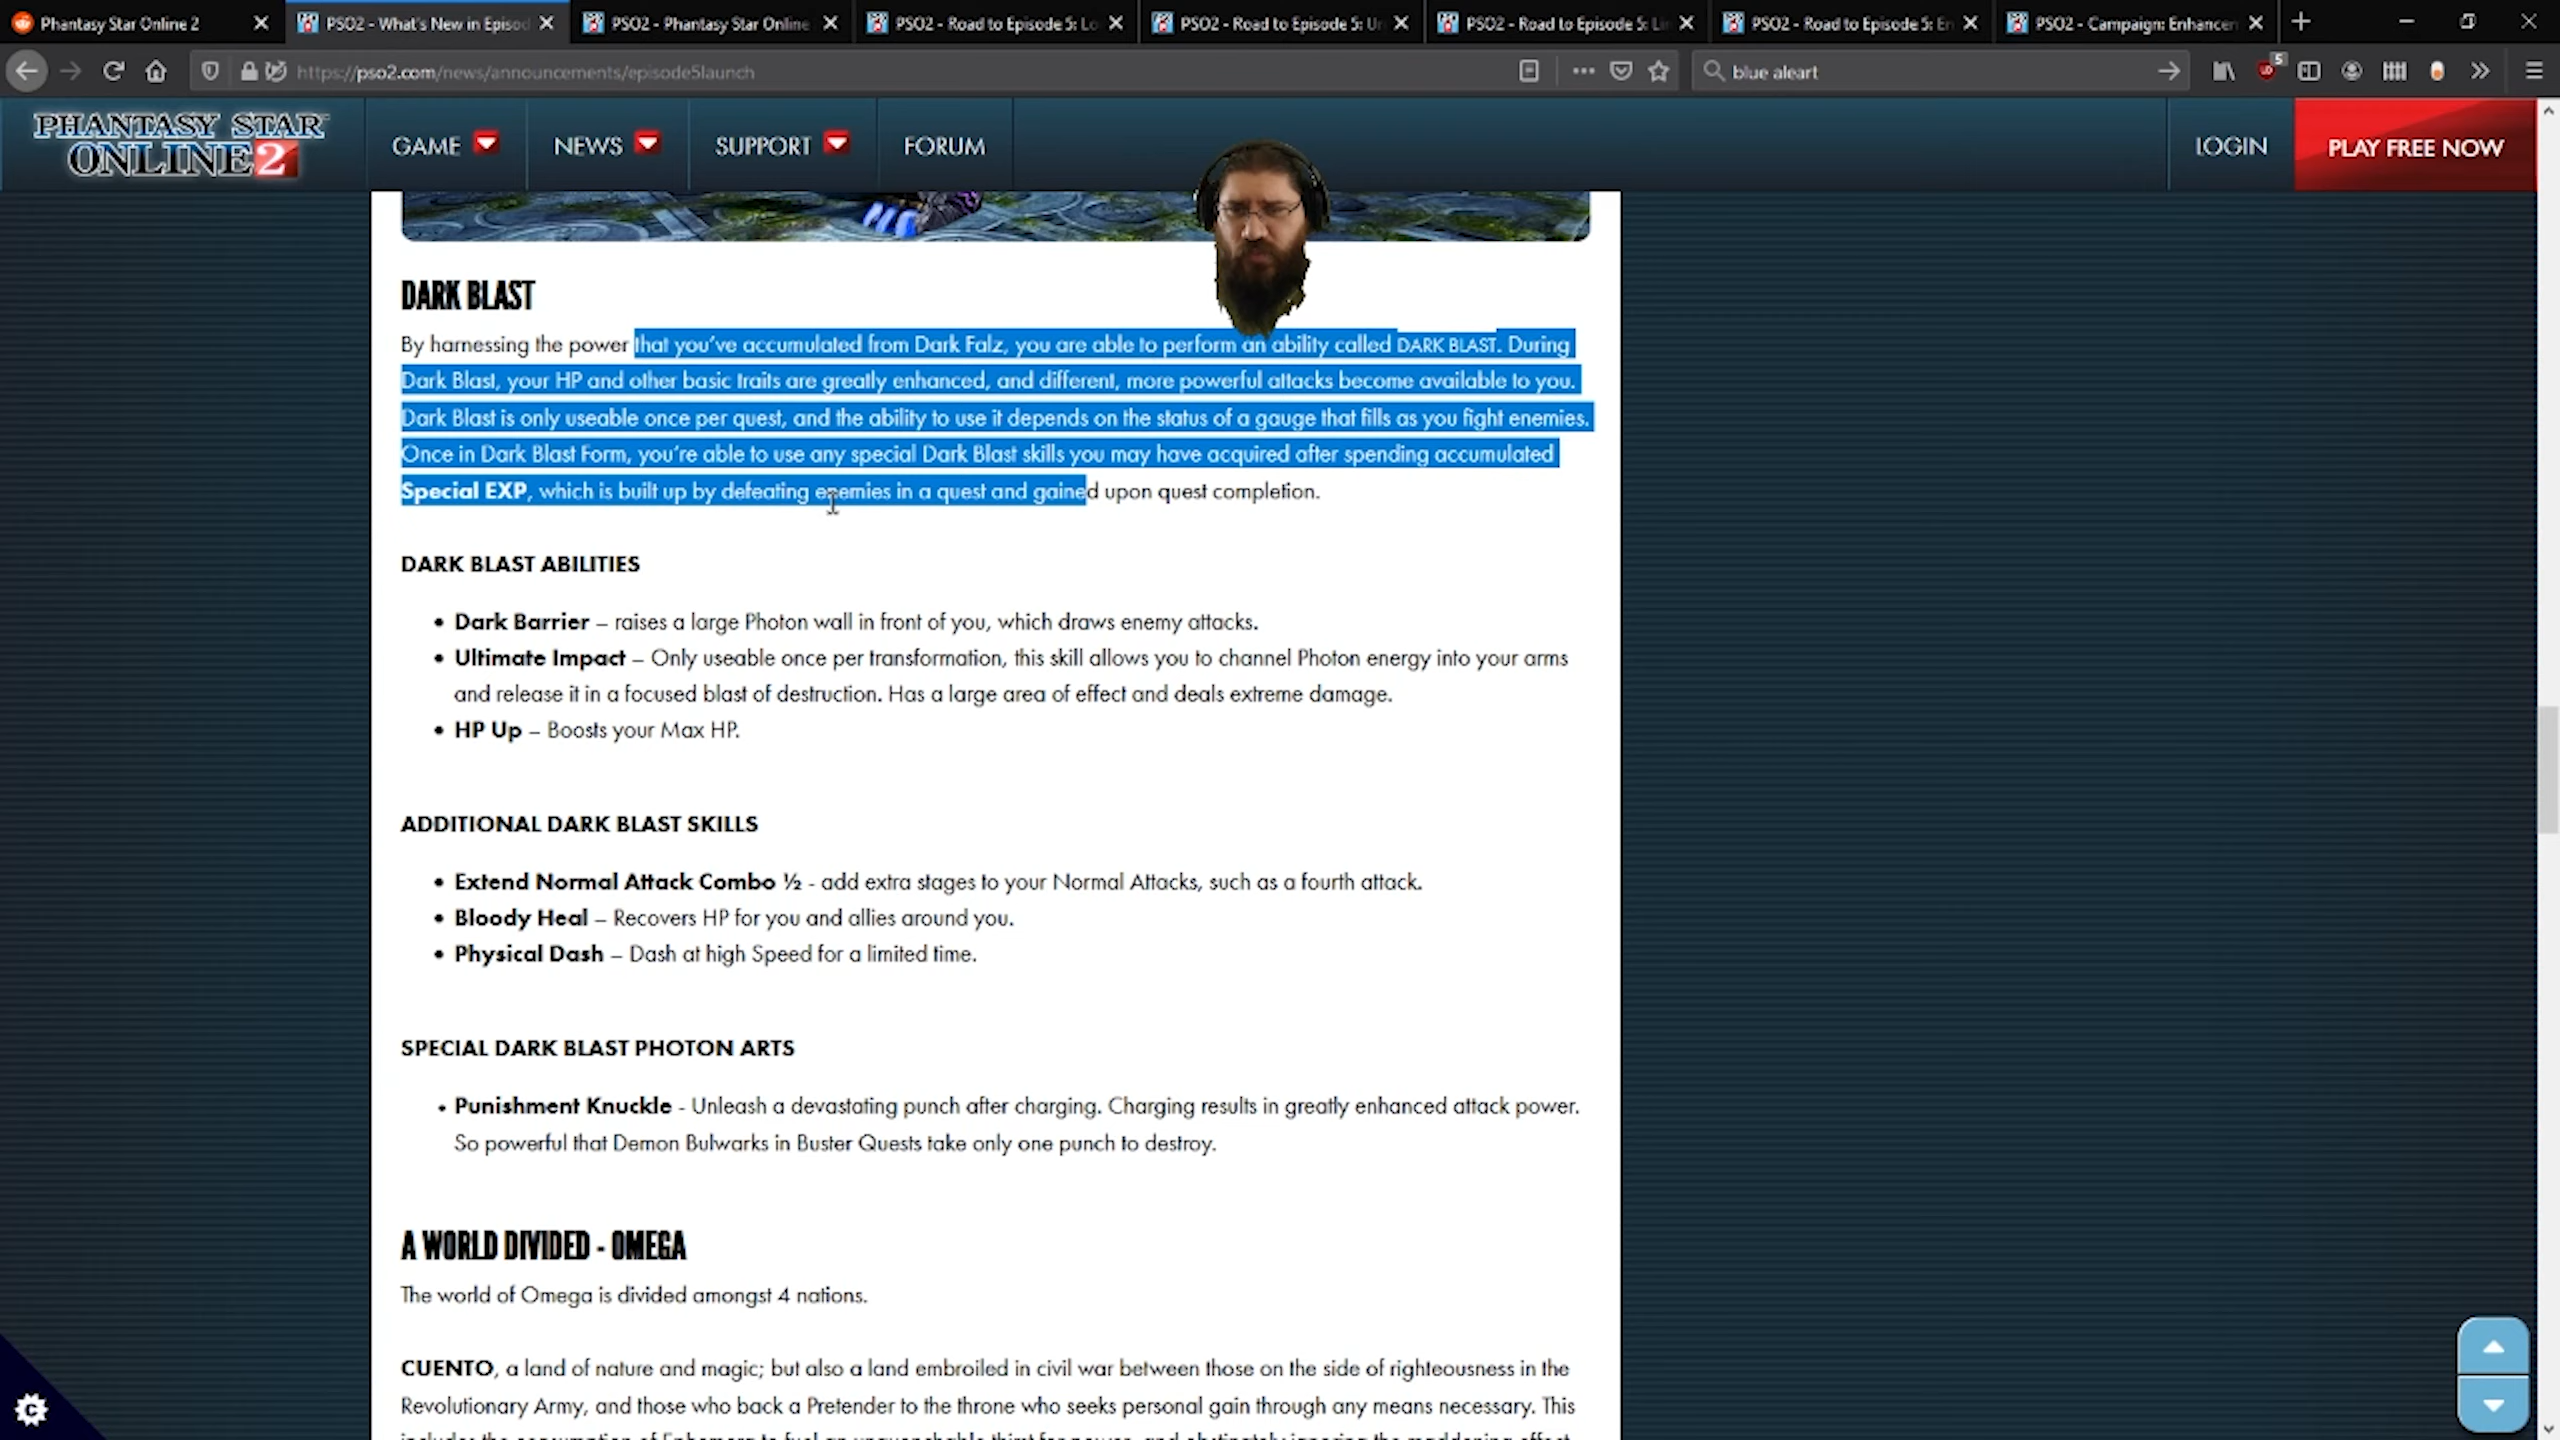 Phantasy Star Online 2
PSO2 - What's New in Episod
PSO2 - Phantasy Star Online
PSO2 - Road to Episode 5: Lo
PSO2 - Road to Episode 5: U
PSO2 - Road to Episode 5: Li
PSO2 - Road to Episode 5: En
PSO2 - Campaign: Enhancem
https://pso2.com/news/announcements/episode5launch
blue aleart
5
PHANTASY STAR
ONLINE 2
GAME
NEWS
SUPPORT
FORUM
LOGIN
PLAY FREE NOW
DARK BLAST
By harnessing the power that you've accumulated from Dark Falz, you are able to perform an ability called DARK BLAST. During
Dark Blast, your HP and other basic traits are greatly enhanced, and different, more powerful attacks become available to you.
Dark Blast is only useable once per quest, and the ability to use it depends on the status of a gauge that fills as you fight enemies.
Once in Dark Blast Form, you're able to use any special Dark Blast skills you may have acquired after spending accumulated
Special EXP, which is built up by defeating enemies in a quest and gained upon quest completion.
DARK BLAST ABILITIES
• Dark Barrier – raises a large Photon wall in front of you, which draws enemy attacks.
• Ultimate Impact – Only useable once per transformation, this skill allows you to channel Photon energy into your arms
and release it in a focused blast of destruction. Has a large area of effect and deals extreme damage.
• HP Up – Boosts your Max HP.
ADDITIONAL DARK BLAST SKILLS
• Extend Normal Attack Combo ½ - add extra stages to your Normal Attacks, such as a fourth attack.
• Bloody Heal – Recovers HP for you and allies around you.
• Physical Dash – Dash at high Speed for a limited time.
SPECIAL DARK BLAST PHOTON ARTS
• Punishment Knuckle - Unleash a devastating punch after charging. Charging results in greatly enhanced attack power.
So powerful that Demon Bulwarks in Buster Quests take only one punch to destroy.
A WORLD DIVIDED - OMEGA
The world of Omega is divided amongst 4 nations.
CUENTO, a land of nature and magic; but also a land embroiled in civil war between those on the side of righteousness in the
Revolutionary Army, and those who back a Pretender to the throne who seeks personal gain through any means necessary. This